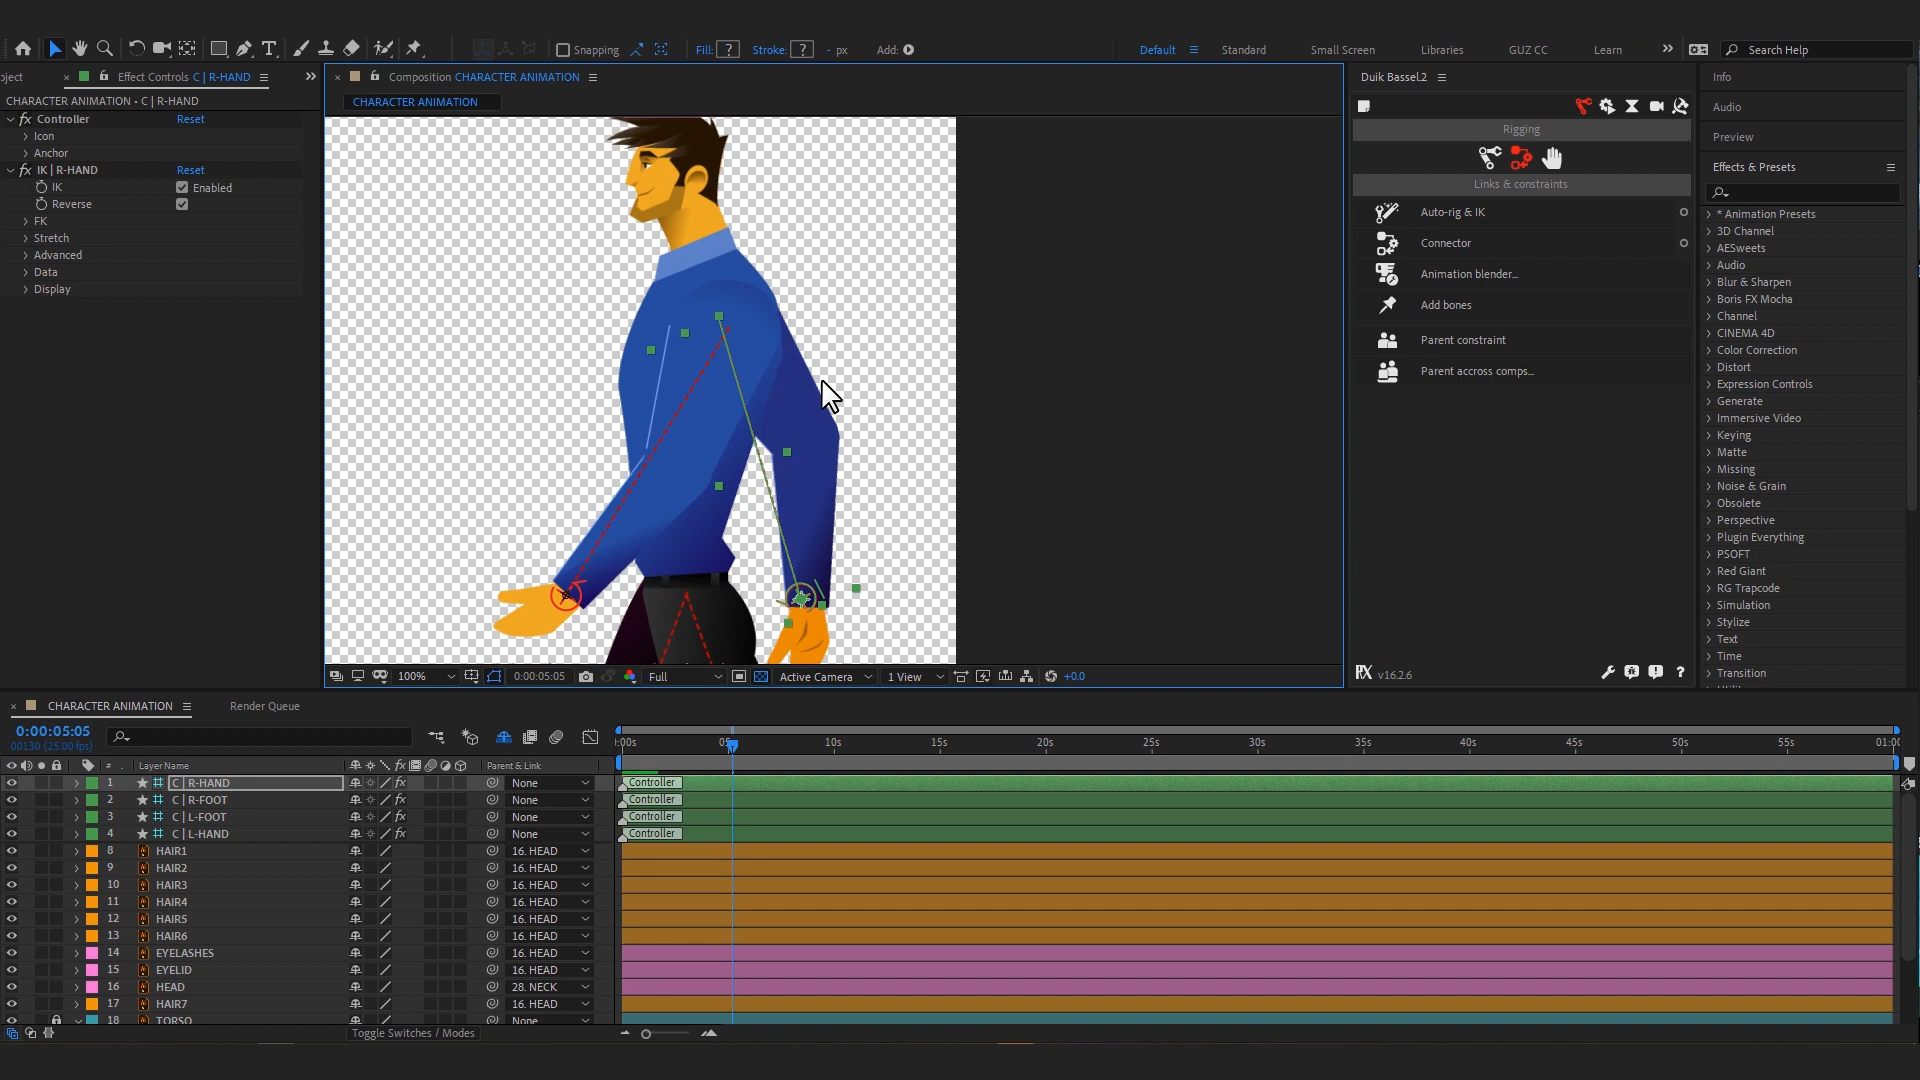 Snapping
Fill: ?
Stroke: ? - px
Add:
Default
Standard
Small Screen
Libraries
GUZ CC
Learn
Search Help
oject
Effect Controls C | R-HAND
CHARACTER ANIMATION • C | R-HAND
fx Controller Reset
Icon
Anchor
fx IK | R-HAND Reset
IK Enabled
Reverse
FK
Stretch
Advanced
Data
Display
Composition CHARACTER ANIMATION
CHARACTER ANIMATION
100%
0:00:05:05
Full
Active Camera
1 View
+0.0
Duik Bassel.2
Rigging
Links & constraints
Auto-rig & IK
Connector
Animation blender...
Add bones
Parent constraint
Parent accross comps...
v16.2.6
Info
Audio
Preview
Effects & Presets
* Animation Presets
3D Channel
AESweets
Audio
Blur & Sharpen
Boris FX Mocha
Channel
CINEMA 4D
Color Correction
Distort
Expression Controls
Generate
Immersive Video
Keying
Matte
Missing
Noise & Grain
Obsolete
Perspective
Plugin Everything
PSOFT
Red Giant
RG Trapcode
Simulation
Stylize
Text
Time
Transition
CHARACTER ANIMATION
Render Queue
0:00:05:05
00130 (25.00 fps)
# Layer Name fx Parent & Link
:00s 05 10s 15s 20s 25s 30s 35s 40s 45s 50s 55s 01:00
1 C | R-HAND fx None Controller
2 C | R-FOOT fx None Controller
3 C | L-FOOT fx None Controller
4 C | L-HAND fx None Controller
8 HAIR1 16. HEAD
9 HAIR2 16. HEAD
10 HAIR3 16. HEAD
11 HAIR4 16. HEAD
12 HAIR5 16. HEAD
13 HAIR6 16. HEAD
14 EYELASHES 16. HEAD
15 EYELID 16. HEAD
16 HEAD 28. NECK
17 HAIR7 16. HEAD
18 TORSO None
Toggle Switches / Modes